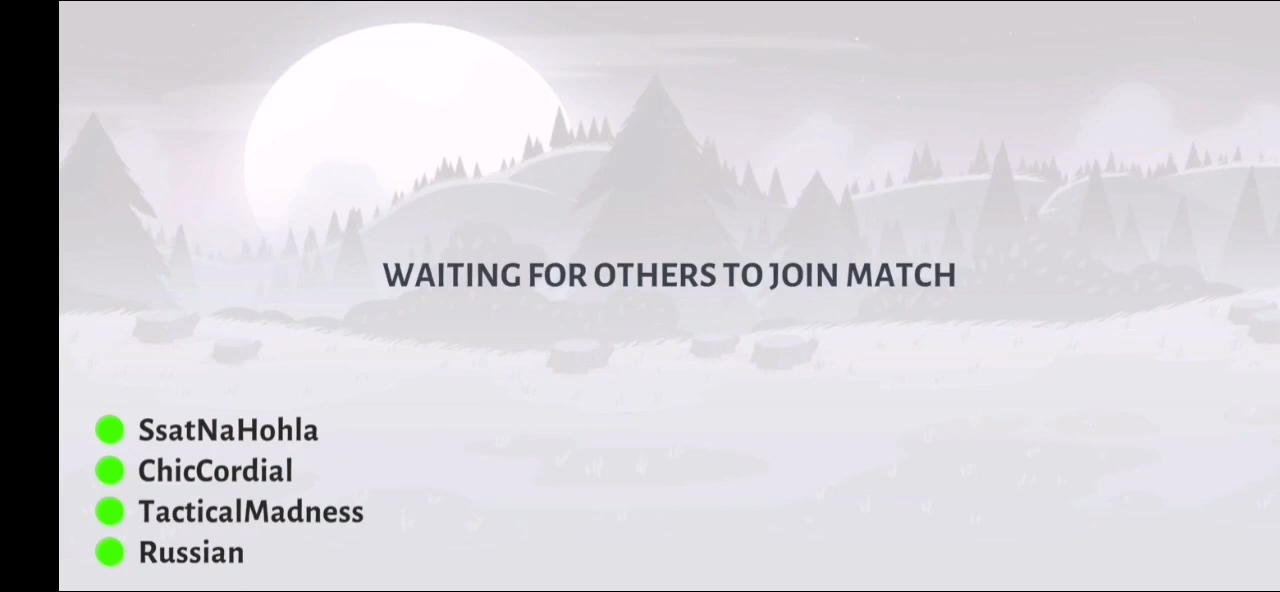 WAITING FOR OTHERS TO JOIN MATCH
SsatNaHohla
ChicCordial
TacticalMadness
Russian